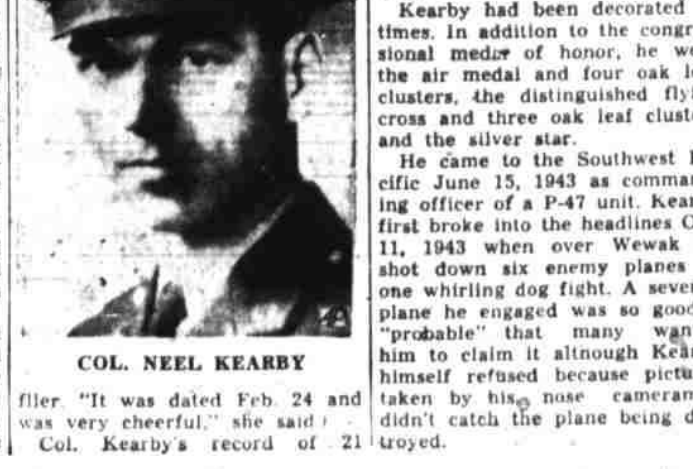 COL. NEEL KEARBY
flier. "It was dated Feb. 24 and
was very cheerful," she said
Col. Kearby's record of 21
Kearby had been decorated
times. In addition to the congr
sional medal of honor, he w
the air medal and four oak l
clusters, the distinguished fly
cross and three oak leaf clust
and the silver star.
He came to the Southwest P
cific June 15, 1943 as comman
ing officer of a P-47 unit. Kear
first broke into the headlines O
11, 1943 when over Wewak
shot down six enemy planes
one whirling dog fight. A sever
plane he engaged was so good
"probable" that many wan
him to claim it altnough Kear
himself refused because pictu
taken by his nose camera
didn't catch the plane being d
troyed.